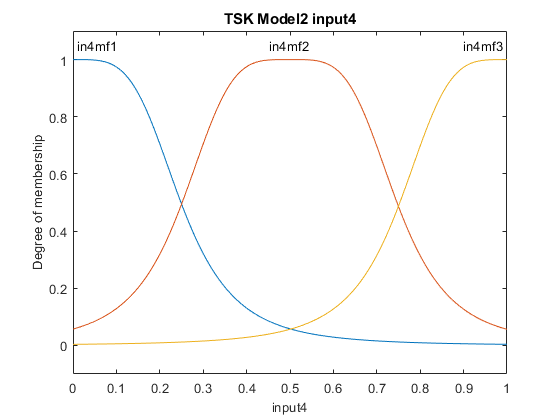 TSK Model2 input4
in4mf1 in4mf2 in4mf3
1
0.8
0.6
0.4
0.2
0
Degree of membership
0 0.1 0.2 0.3 0.4 0.5 0.6 0.7 0.8 0.9 1
input4